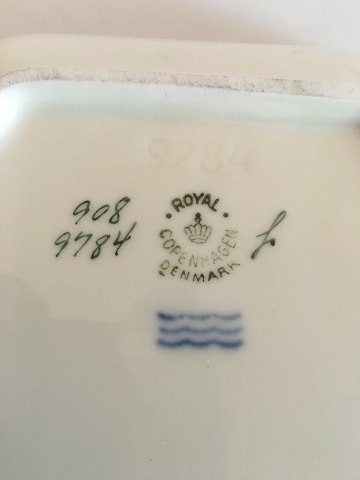 9784
908
9784
ROYAL
COPENHAGEN
DENMARK
f.